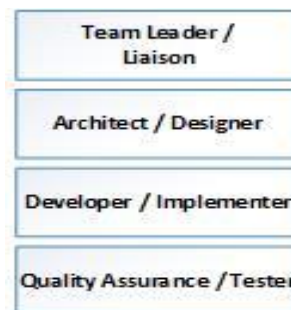 Team Leader /
Liaison
Architect / Designer
Developer / Implementer
Quality Assurance / Tester